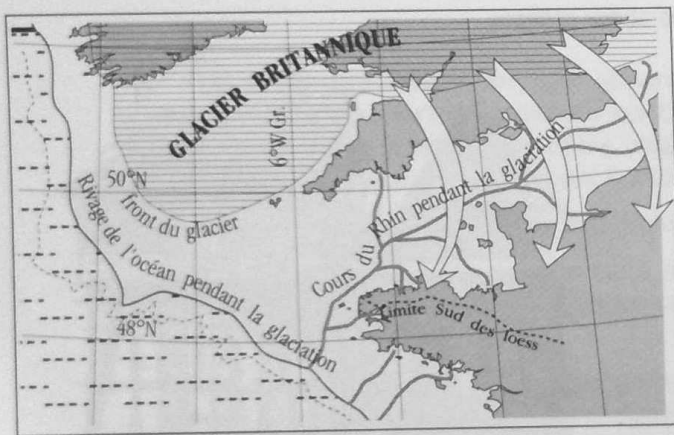 GLACIER BRITANNIQUE
6°W Gr.
50°N
front du glacier
Rivage de l'océan pendant la glaciation
Cours du Rhin pendant la glaciation
48°N
Limite Sud des loess